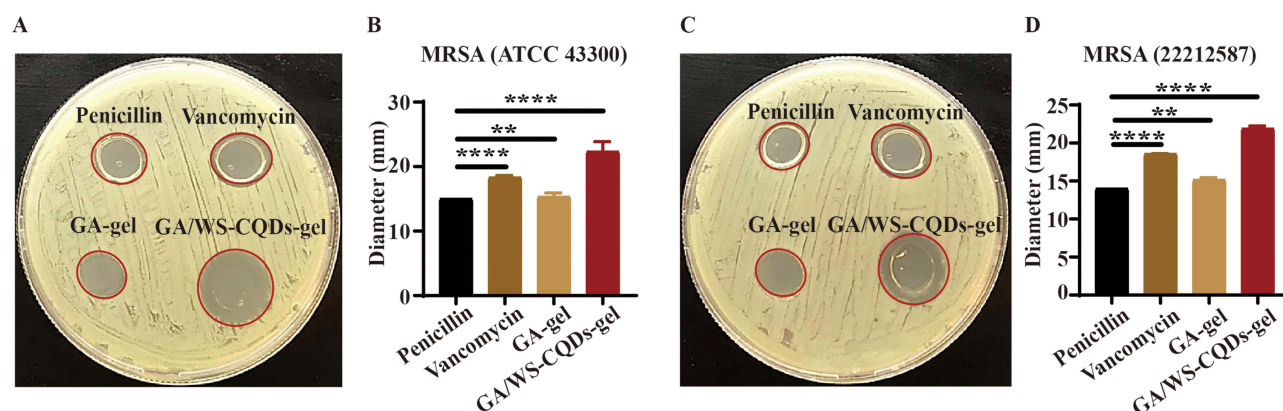 A
Penicillin
Vancomycin
GA-gel
GA/WS-CQDs-gel
B
MRSA (ATCC 43300)
Diameter (mm)
30
20
10
0
****
**
****
Penicillin
Vancomycin
GA-gel
GA/WS-CQDs-gel
C
Penicillin
Vancomycin
GA-gel
GA/WS-CQDs-gel
D
MRSA (22212587)
Diameter (mm)
25
20
15
10
5
0
****
**
****
Penicillin
Vancomycin
GA-gel
GA/WS-CQDs-gel